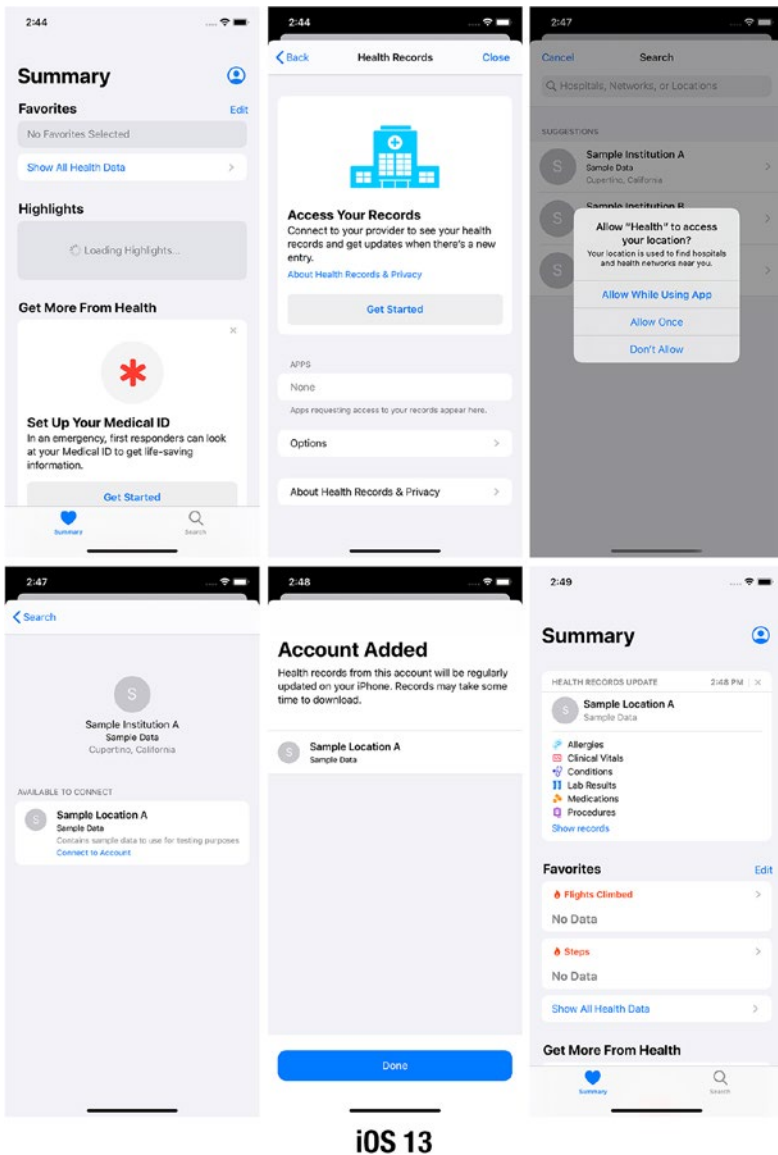 2:44
Summary
Favorites
Edit
No Favorites Selected
Show All Health Data
Highlights
Loading Highlights...
Get More From Health
Set Up Your Medical ID
In an emergency, first responders can look
at your Medical ID to get life-saving
information.
Get Started
Summary
Search
2:44
Back
Health Records
Close
Access Your Records
Connect to your provider to see your health
records and get updates when there's a new
entry.
About Health Records & Privacy
Get Started
APPS
None
Apps requesting access to your records appear here.
Options
About Health Records & Privacy
2:47
Cancel
Search
Hospitals, Networks, or Locations
SUGGESTIONS
S
Sample Institution A
Sample Data
Cupertino, California
S
Sample Institution B
S
Allow "Health" to access
your location?
Your location is used to find hospitals
and health networks near you.
Allow While Using App
Allow Once
Don't Allow
2:47
Search
S
Sample Institution A
Sample Data
Cupertino, California
AVAILABLE TO CONNECT
S
Sample Location A
Sample Data
Contains sample data to use for testing purposes
Connect to Account
2:48
Account Added
Health records from this account will be regularly
updated on your iPhone. Records may take some
time to download.
S
Sample Location A
Sample Data
Done
2:49
Summary
HEALTH RECORDS UPDATE
2:48 PM
S
Sample Location A
Sample Data
Allergies
Clinical Vitals
Conditions
Lab Results
Medications
Procedures
Show records
Favorites
Edit
Flights Climbed
No Data
Steps
No Data
Show All Health Data
Get More From Health
Summary
Search
iOS 13